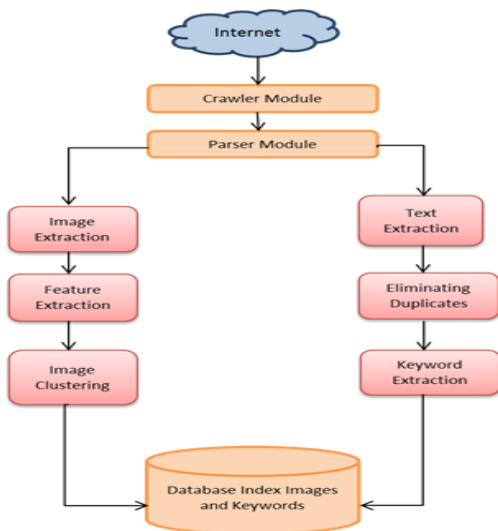 Internet
Crawler Module
Parser Module
Image
Extraction
Feature
Extraction
Image
Clustering
Text
Extraction
Eliminating
Duplicates
Keyword
Extraction
Database Index Images
and Keywords